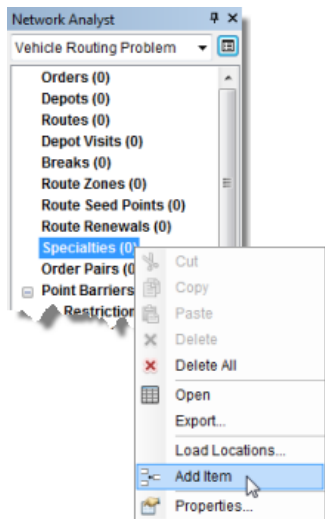 Network Analyst
Vehicle Routing Problem
Orders (0)
Depots (0)
Routes (0)
Depot Visits (0)
Breaks (0)
Route Zones (0)
Route Seed Points (0)
Route Renewals (0)
Specialties (0)
Order Pairs (0
Point Barriers
Restriction
Cut
Copy
Paste
Delete
Delete All
Open
Export...
Load Locations...
Add Item
Properties...